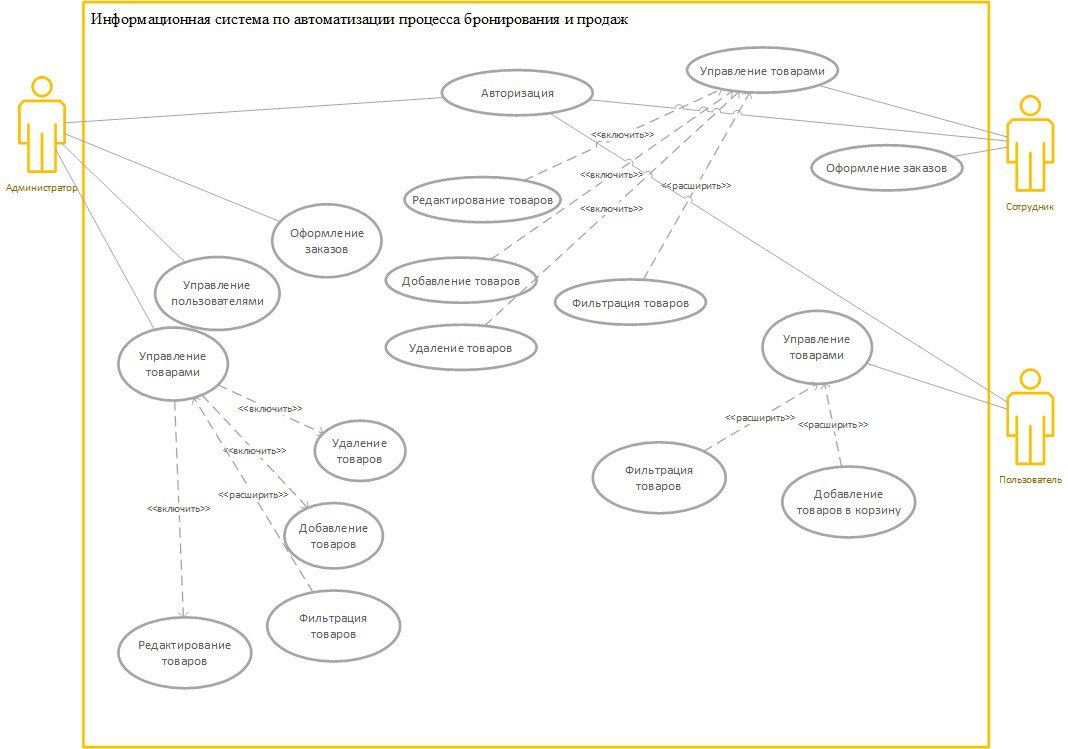 Информационная система по автоматизации процесса бронирования и продаж
Управление товарами
Авторизация
<<включить>>
Оформление заказов
<<включить>>
<<расширить>>
Администратор
Редактирование товаров
<<включить>>
Сотрудник
Оформление
заказов
Добавление товаров
Управление
пользователями
Фильтрация товаров
Удаление товаров
Управление
товарами
Управление
товарами
<<включить>>
<<расширить>>
<<расширить>>
Удаление
товаров
<<включить>>
Фильтрация
товаров
Пользователь
<<расширить>>
Добавление
товаров в корзину
<<включить>>
Добавление
товаров
Фильтрация
товаров
Редактирование
товаров